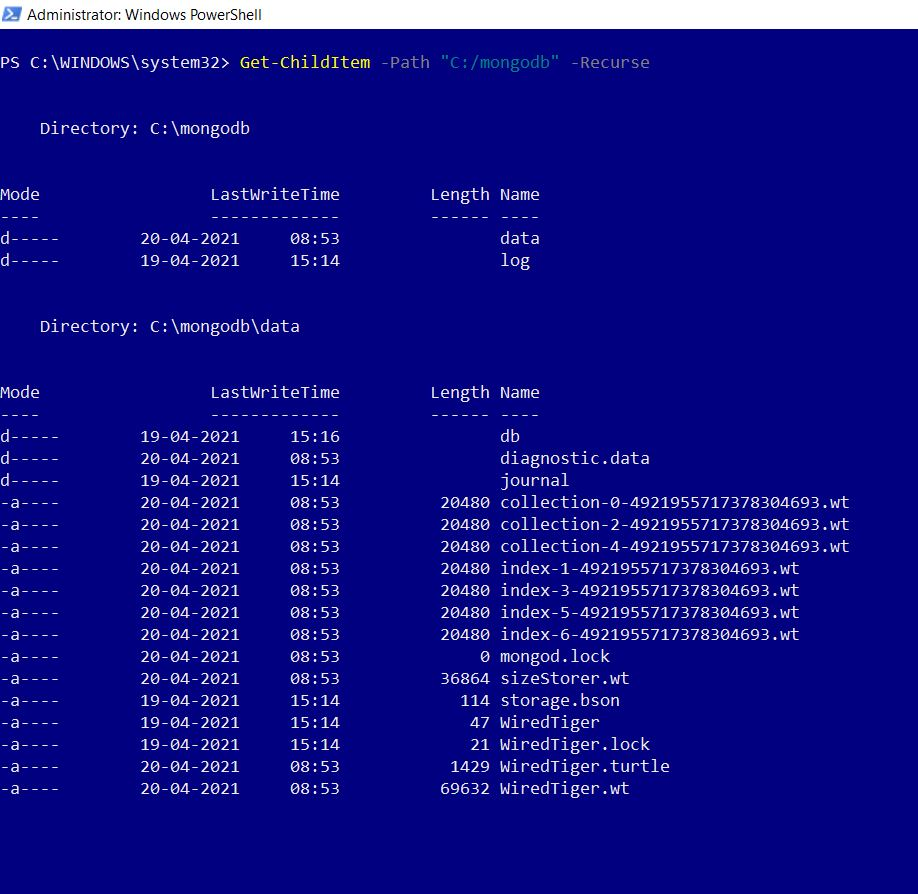 Administrator: Windows PowerShell
PS C:\WINDOWS\system32> Get-ChildItem -Path "C:/mongodb" -Recurse
Directory: C:\mongodb
Mode LastWriteTime Length Name
---- ------------- ------ ----
d----- 20-04-2021 08:53 data
d----- 19-04-2021 15:14 log
Directory: C:\mongodb\data
Mode LastWriteTime Length Name
---- ------------- ------ ----
d----- 19-04-2021 15:16 db
d----- 20-04-2021 08:53 diagnostic.data
d----- 19-04-2021 15:14 journal
-a---- 20-04-2021 08:53 20480 collection-0-4921955717378304693.wt
-a---- 20-04-2021 08:53 20480 collection-2-4921955717378304693.wt
-a---- 20-04-2021 08:53 20480 collection-4-4921955717378304693.wt
-a---- 20-04-2021 08:53 20480 index-1-4921955717378304693.wt
-a---- 20-04-2021 08:53 20480 index-3-4921955717378304693.wt
-a---- 20-04-2021 08:53 20480 index-5-4921955717378304693.wt
-a---- 20-04-2021 08:53 20480 index-6-4921955717378304693.wt
-a---- 20-04-2021 08:53 0 mongod.lock
-a---- 20-04-2021 08:53 36864 sizeStorer.wt
-a---- 19-04-2021 15:14 114 storage.bson
-a---- 19-04-2021 15:14 47 WiredTiger
-a---- 19-04-2021 15:14 21 WiredTiger.lock
-a---- 20-04-2021 08:53 1429 WiredTiger.turtle
-a---- 20-04-2021 08:53 69632 WiredTiger.wt